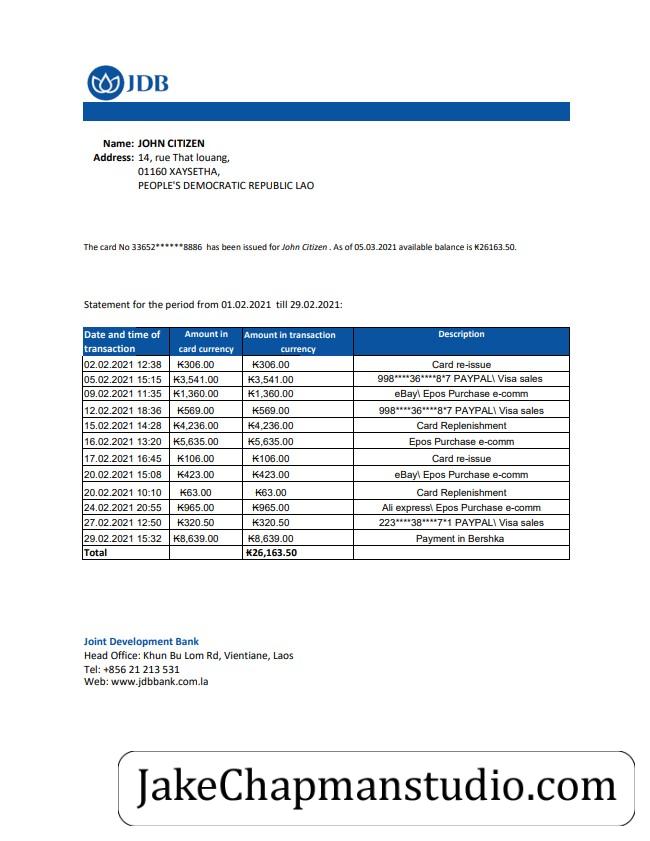 JDB
Name: JOHN CITIZEN
Address: 14, rue That louang,
01160 XAYSETHA,
PEOPLE'S DEMOCRATIC REPUBLIC LAO
The card No 33652******8886 has been issued for John Citizen . As of 05.03.2021 available balance is ₭26163.50.
Statement for the period from 01.02.2021 till 29.02.2021:
Date and time of transaction Amount in card currency Amount in transaction currency Description
02.02.2021 12:38 ₭306.00 ₭306.00 Card re-issue
05.02.2021 15:15 ₭3,541.00 ₭3,541.00 998****36****8*7 PAYPAL\ Visa sales
09.02.2021 11:35 ₭1,360.00 ₭1,360.00 eBay\ Epos Purchase e-comm
12.02.2021 18:36 ₭569.00 ₭569.00 998****36****8*7 PAYPAL\ Visa sales
15.02.2021 14:28 ₭4,236.00 ₭4,236.00 Card Replenishment
16.02.2021 13:20 ₭5,635.00 ₭5,635.00 Epos Purchase e-comm
17.02.2021 16:45 ₭106.00 ₭106.00 Card re-issue
20.02.2021 15:08 ₭423.00 ₭423.00 eBay\ Epos Purchase e-comm
20.02.2021 10:10 ₭63.00 ₭63.00 Card Replenishment
24.02.2021 20:55 ₭965.00 ₭965.00 Ali express\ Epos Purchase e-comm
27.02.2021 12:50 ₭320.50 ₭320.50 223****38****7*1 PAYPAL\ Visa sales
29.02.2021 15:32 ₭8,639.00 ₭8,639.00 Payment in Bershka
Total ₭26,163.50
Joint Development Bank
Head Office: Khun Bu Lom Rd, Vientiane, Laos
Tel: +856 21 213 531
Web: www.jdbbank.com.la
JakeChapmanstudio.com